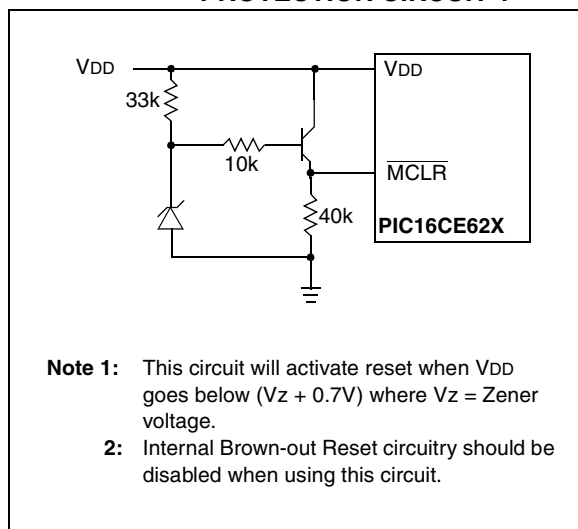 PROTECTION CIRCUIT 1
VDD
VDD
33k
10k
MCLR
40k
PIC16CE62X
Note 1: This circuit will activate reset when VDD
goes below (Vz + 0.7V) where Vz = Zener
voltage.
2: Internal Brown-out Reset circuitry should be
disabled when using this circuit.